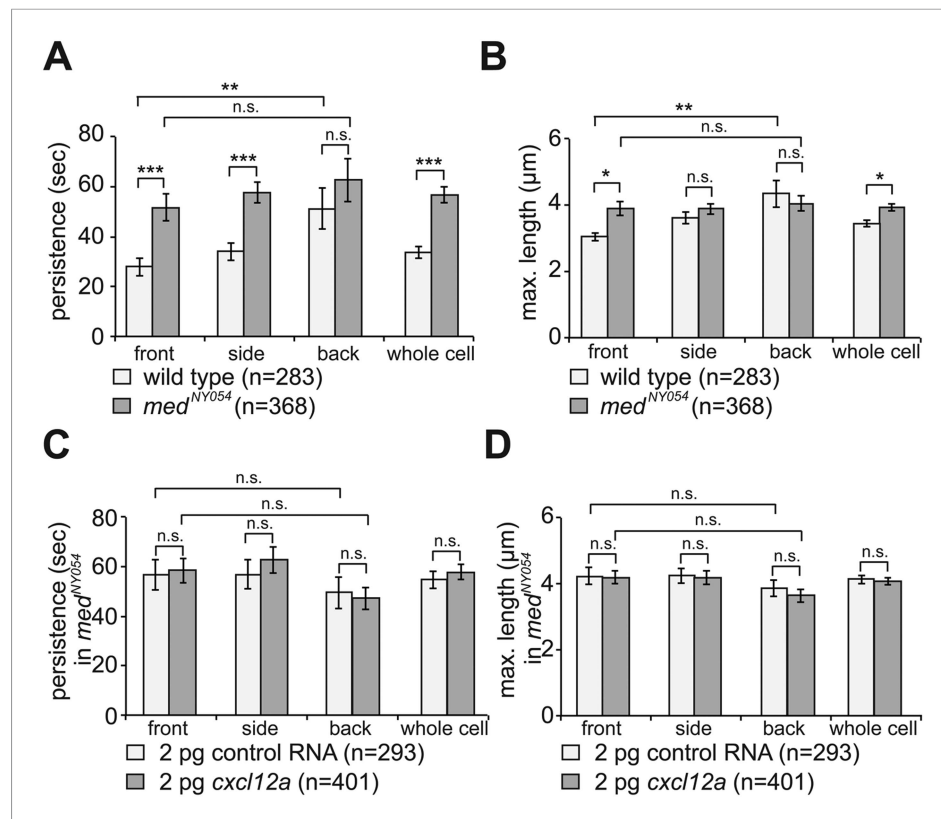 A
**
n.s.
***
***
n.s.
***
persistence (sec)
80
60
40
20
0
front side back whole cell
wild type (n=283)
med^NY054 (n=368)
B
**
n.s.
*
n.s.
n.s.
*
max. length (µm)
6
4
2
0
front side back whole cell
wild type (n=283)
med^NY054 (n=368)
C
n.s.
n.s.
n.s.
n.s.
n.s.
n.s.
persistence (sec)
in med^NY054
80
60
40
20
0
front side back whole cell
2 pg control RNA (n=293)
2 pg cxcl12a (n=401)
D
n.s.
n.s.
n.s.
n.s.
n.s.
n.s.
max. length (µm)
in med^NY054
6
4
2
0
front side back whole cell
2 pg control RNA (n=293)
2 pg cxcl12a (n=401)